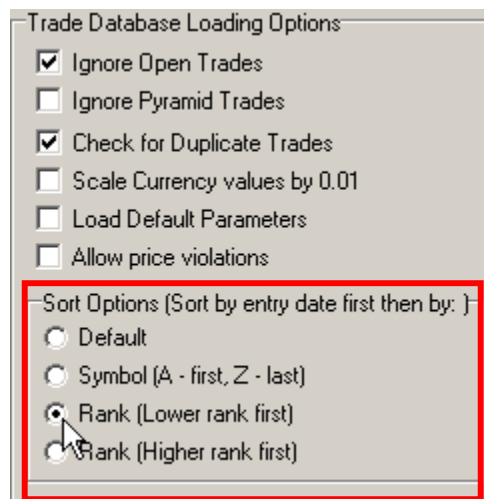 Trade Database Loading Options
Ignore Open Trades
Ignore Pyramid Trades
Check for Duplicate Trades
Scale Currency values by 0.01
Load Default Parameters
Allow price violations
Sort Options (Sort by entry date first then by: )
Default
Symbol (A - first, Z - last)
Rank (Lower rank first)
Rank (Higher rank first)